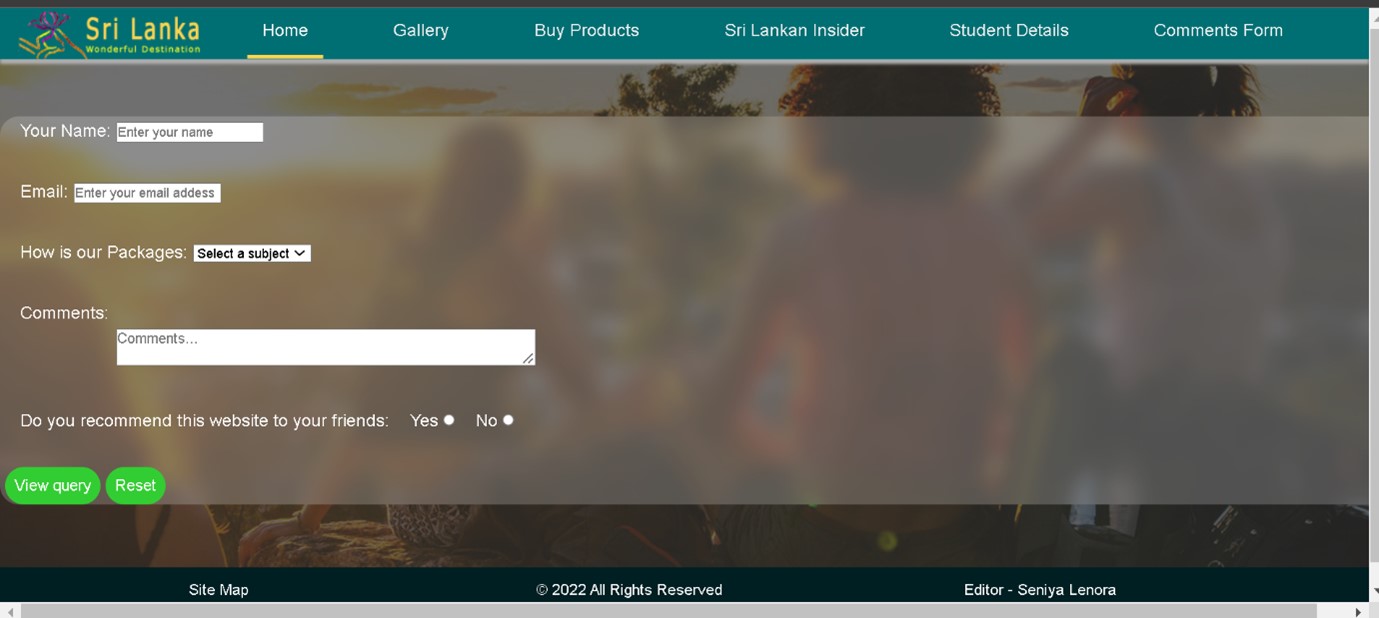 Sri Lanka
Wonderful Destination
Home Gallery Buy Products Sri Lankan Insider Student Details Comments Form
Your Name: Enter your name
Email: Enter your email addess
How is our Packages: Select a subject
Comments:
Comments...
Do you recommend this website to your friends: Yes No
View query Reset
Site Map © 2022 All Rights Reserved Editor - Seniya Lenora